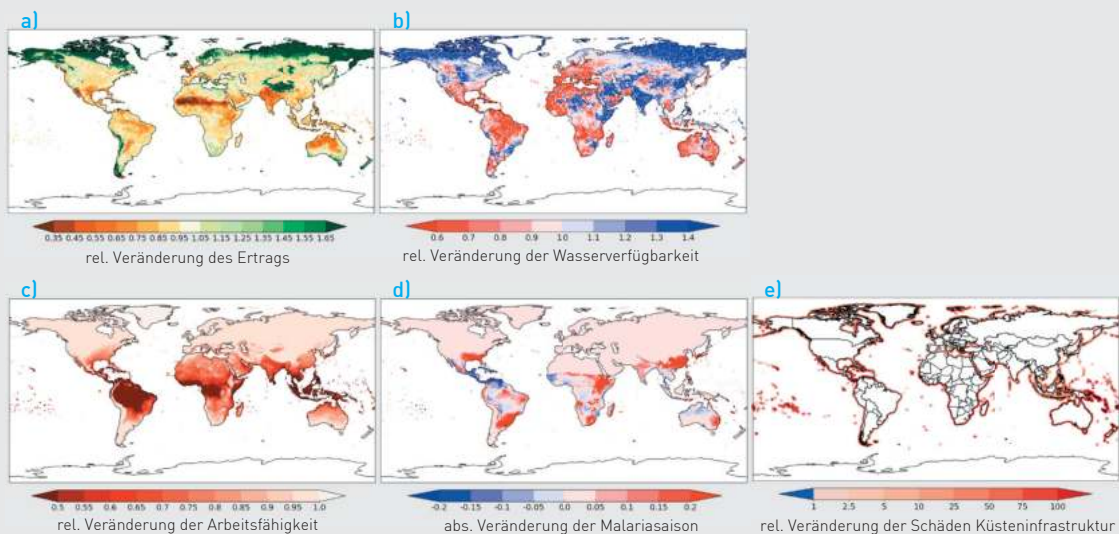 a)
b)
0.35 0.45 0.55 0.65 0.75 0.85 0.95 1.05 1.15 1.25 1.35 1.45 1.55 1.65
rel. Veränderung des Ertrags
0.6 0.7 0.8 0.9 1.0 1.1 1.2 1.3 1.4
rel. Veränderung der Wasserverfügbarkeit
c)
d)
e)
0.5 0.55 0.6 0.65 0.7 0.75 0.8 0.85 0.9 0.95 1.0
rel. Veränderung der Arbeitsfähigkeit
-0.2 -0.15 -0.1 -0.05 0.0 0.05 0.1 0.15 0.2
abs. Veränderung der Malariasaison
1 2.5 5 10 25 50 75 100
rel. Veränderung der Schäden Küsteninfrastruktur